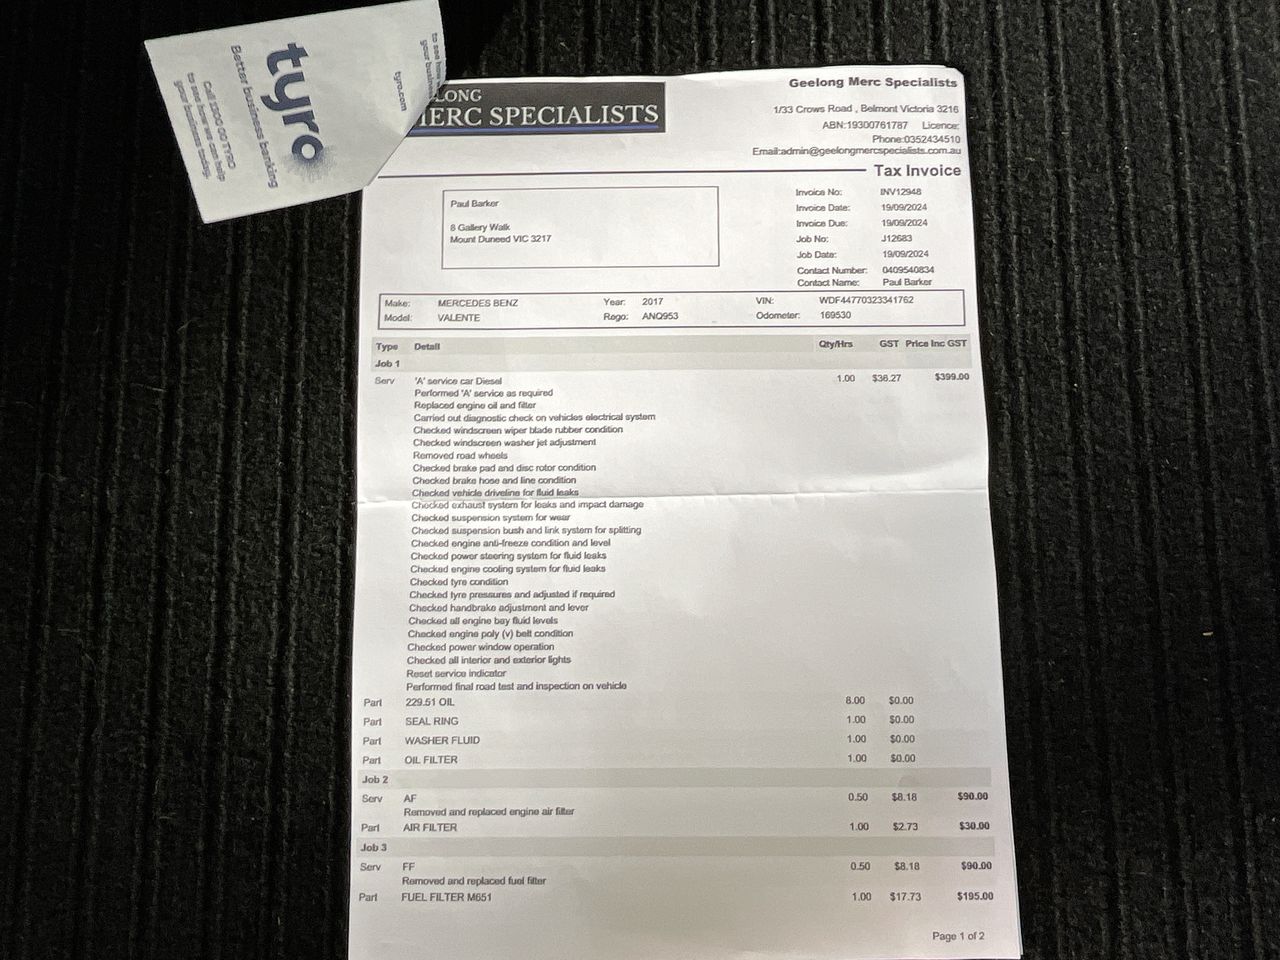 to see how
your business
tyro.com
tyro
Better business banking
Call 1300 00 TYRO
to see how we can help
your business today.
LONG
MERC SPECIALISTS
Geelong Merc Specialists
1/33 Crows Road , Belmont Victoria 3216
ABN:19300761787 Licence:
Phone:0352434510
Email:admin@geelongmercspecialists.com.au
Tax Invoice
Paul Barker
8 Gallery Walk
Mount Duneed VIC 3217
Invoice No: INV12948
Invoice Date: 19/09/2024
Invoice Due: 19/09/2024
Job No: J12683
Job Date: 19/09/2024
Contact Number: 0409540834
Contact Name: Paul Barker
Make: MERCEDES BENZ Year: 2017 VIN: WDF44770323341762
Model: VALENTE Rego: ANQ953 Odometer: 169530
Type Detail Qty/Hrs GST Price Inc GST
Job 1
Serv 'A' service car Diesel 1.00 $36.27 $399.00
Performed 'A' service as required
Replaced engine oil and filter
Carried out diagnostic check on vehicles electrical system
Checked windscreen wiper blade rubber condition
Checked windscreen washer jet adjustment
Removed road wheels
Checked brake pad and disc rotor condition
Checked brake hose and line condition
Checked vehicle driveline for fluid leaks
Checked exhaust system for leaks and impact damage
Checked suspension system for wear
Checked suspension bush and link system for splitting
Checked engine anti-freeze condition and level
Checked power steering system for fluid leaks
Checked engine cooling system for fluid leaks
Checked tyre condition
Checked tyre pressures and adjusted if required
Checked handbrake adjustment and lever
Checked all engine bay fluid levels
Checked engine poly (v) belt condition
Checked power window operation
Checked all interior and exterior lights
Reset service indicator
Performed final road test and inspection on vehicle
Part 229.51 OIL 8.00 $0.00
Part SEAL RING 1.00 $0.00
Part WASHER FLUID 1.00 $0.00
Part OIL FILTER 1.00 $0.00
Job 2
Serv AF 0.50 $8.18 $90.00
Removed and replaced engine air filter
Part AIR FILTER 1.00 $2.73 $30.00
Job 3
Serv FF 0.50 $8.18 $90.00
Removed and replaced fuel filter
Part FUEL FILTER M651 1.00 $17.73 $195.00
Page 1 of 2